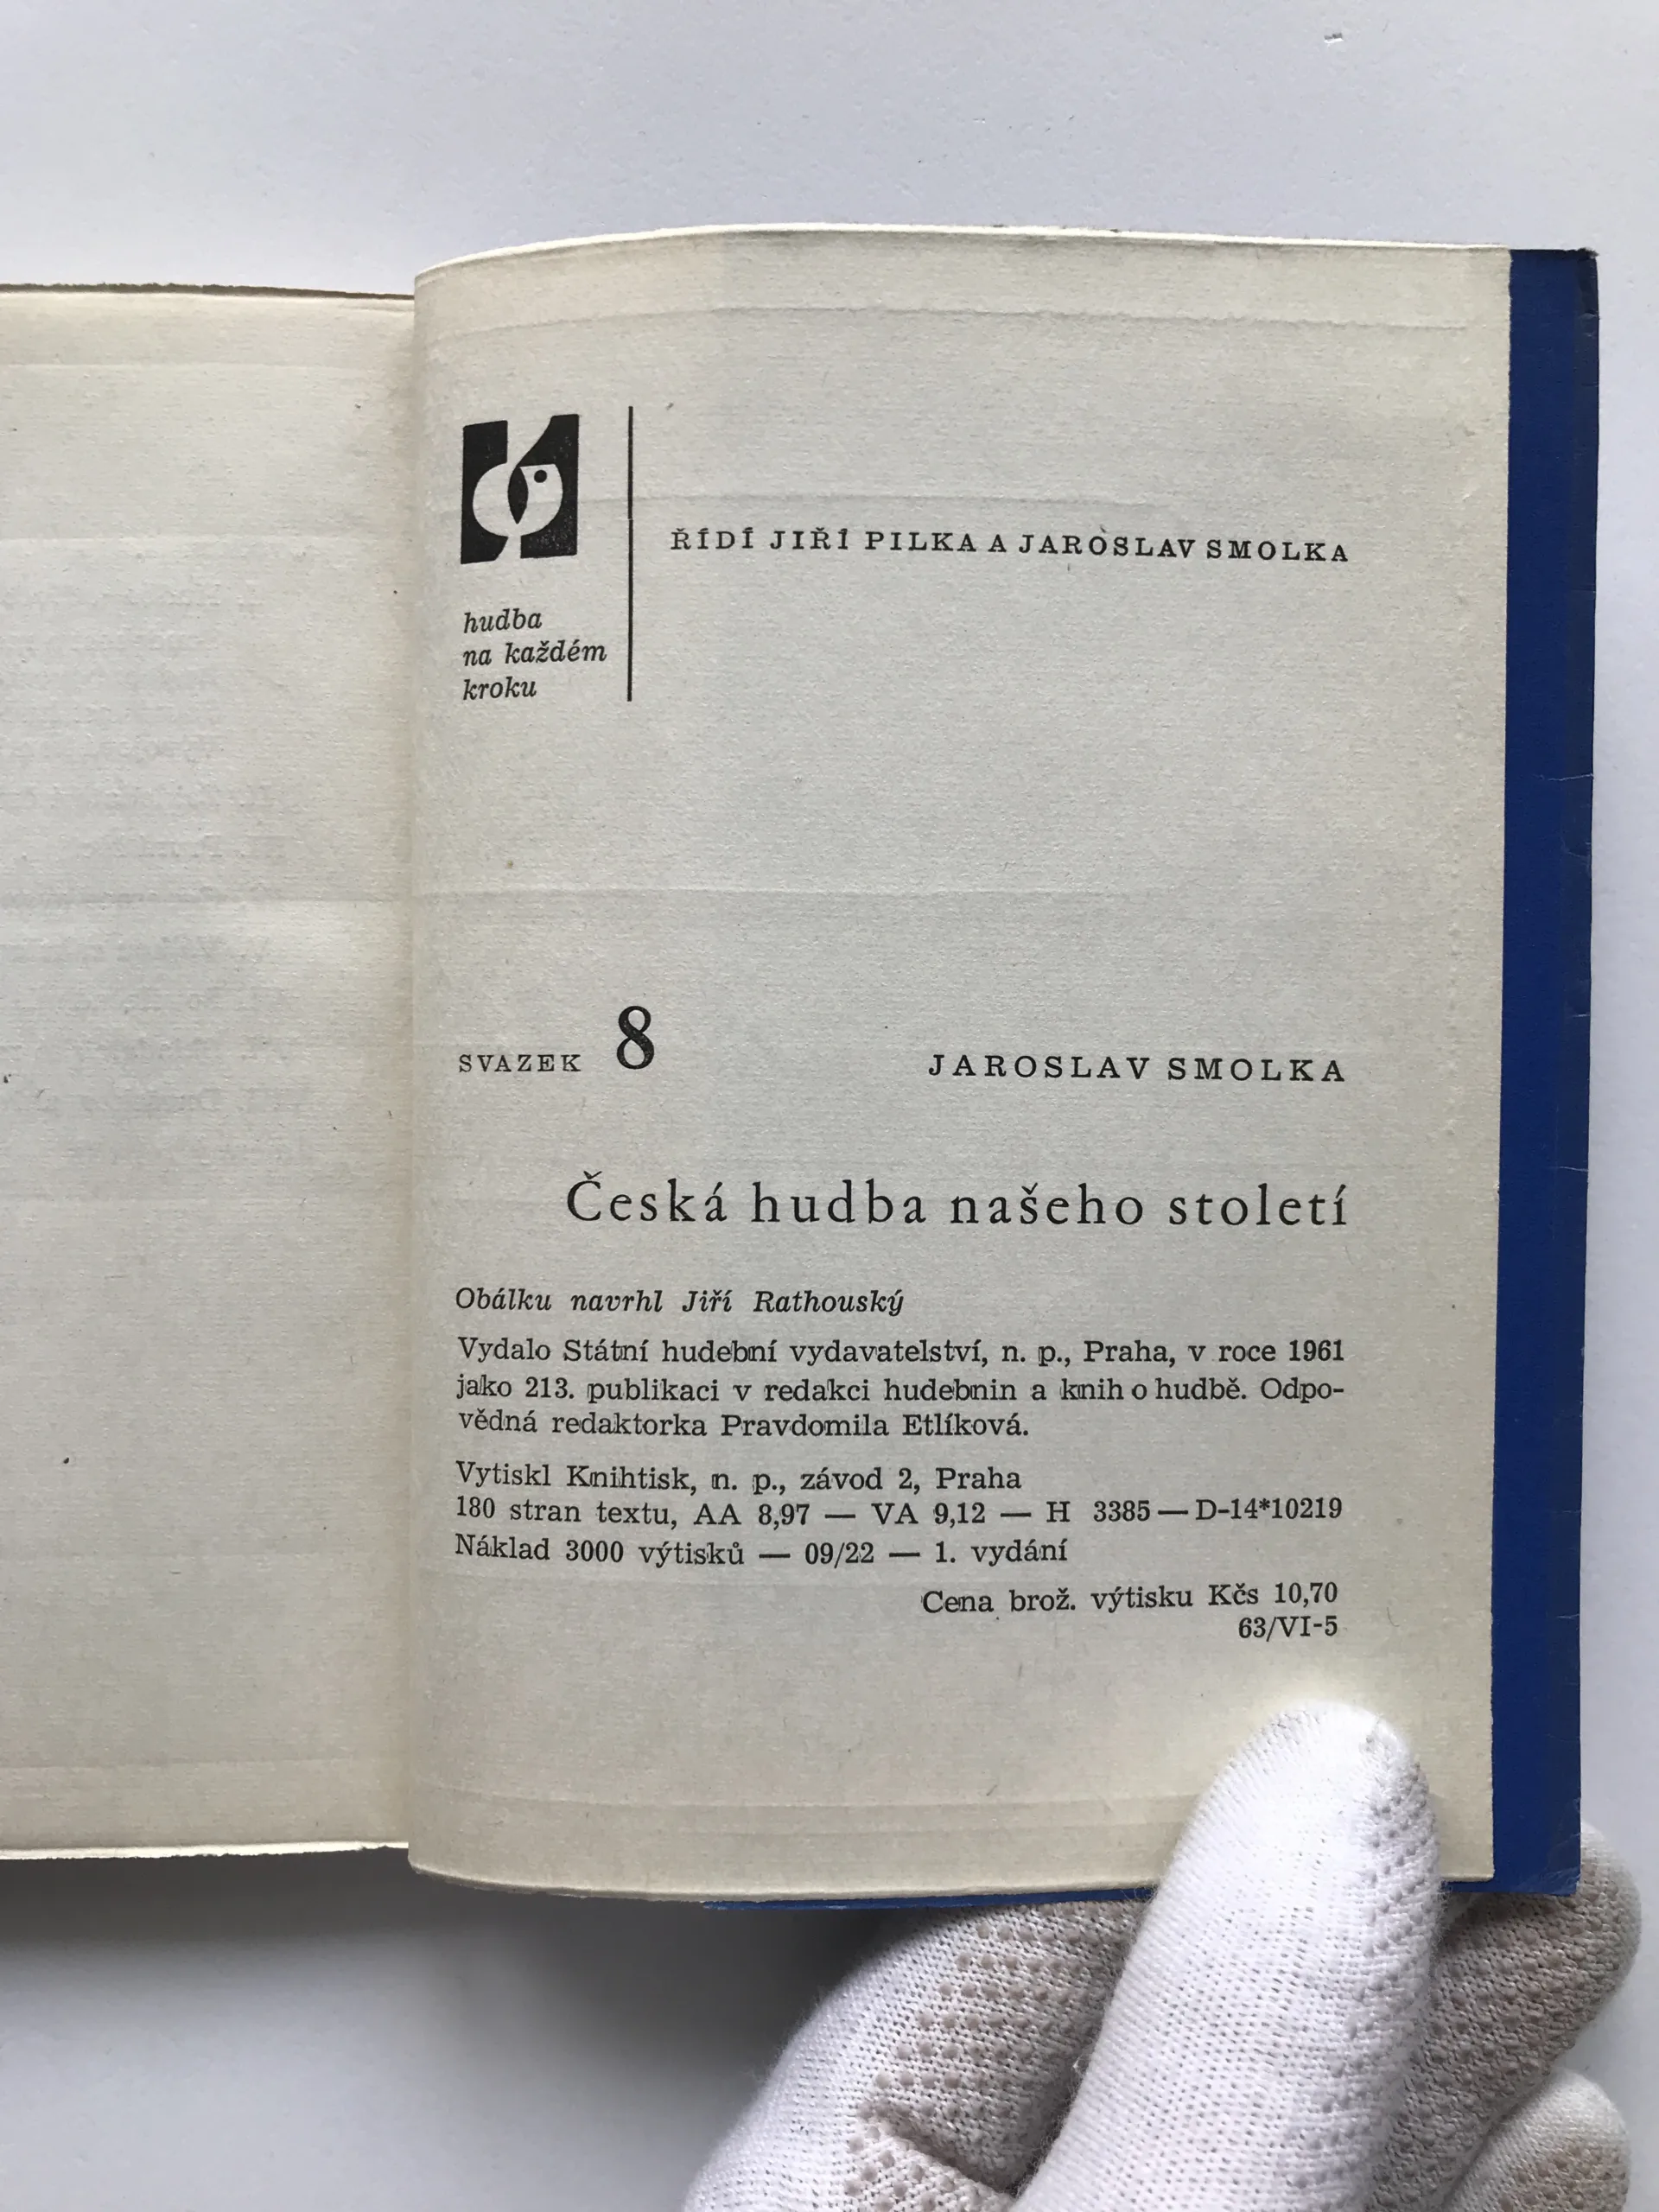 ŘÍDÍ JIŘÍ PILKA A JAROSLAV SMOLKA
hudba
na každém
kroku
SVAZEK 8
JAROSLAV SMOLKA
Česká hudba našeho století
Obálku navrhl Jiří Rathouský
Vydalo Státní hudební vydavatelství, n. p., Praha, v roce 1961
jako 213. publikaci v redakci hudebnin a knih o hudbě. Odpo-
vědná redaktorka Pravdomila Etlíková.
Vytiskl Knihtisk, n. p., závod 2, Praha
180 stran textu, AA 8,97 — VA 9,12 — H 3385 — D-14*10219
Náklad 3000 výtisků — 09/22 — 1. vydání
Cena brož. výtisku Kčs 10,70
63/VI-5